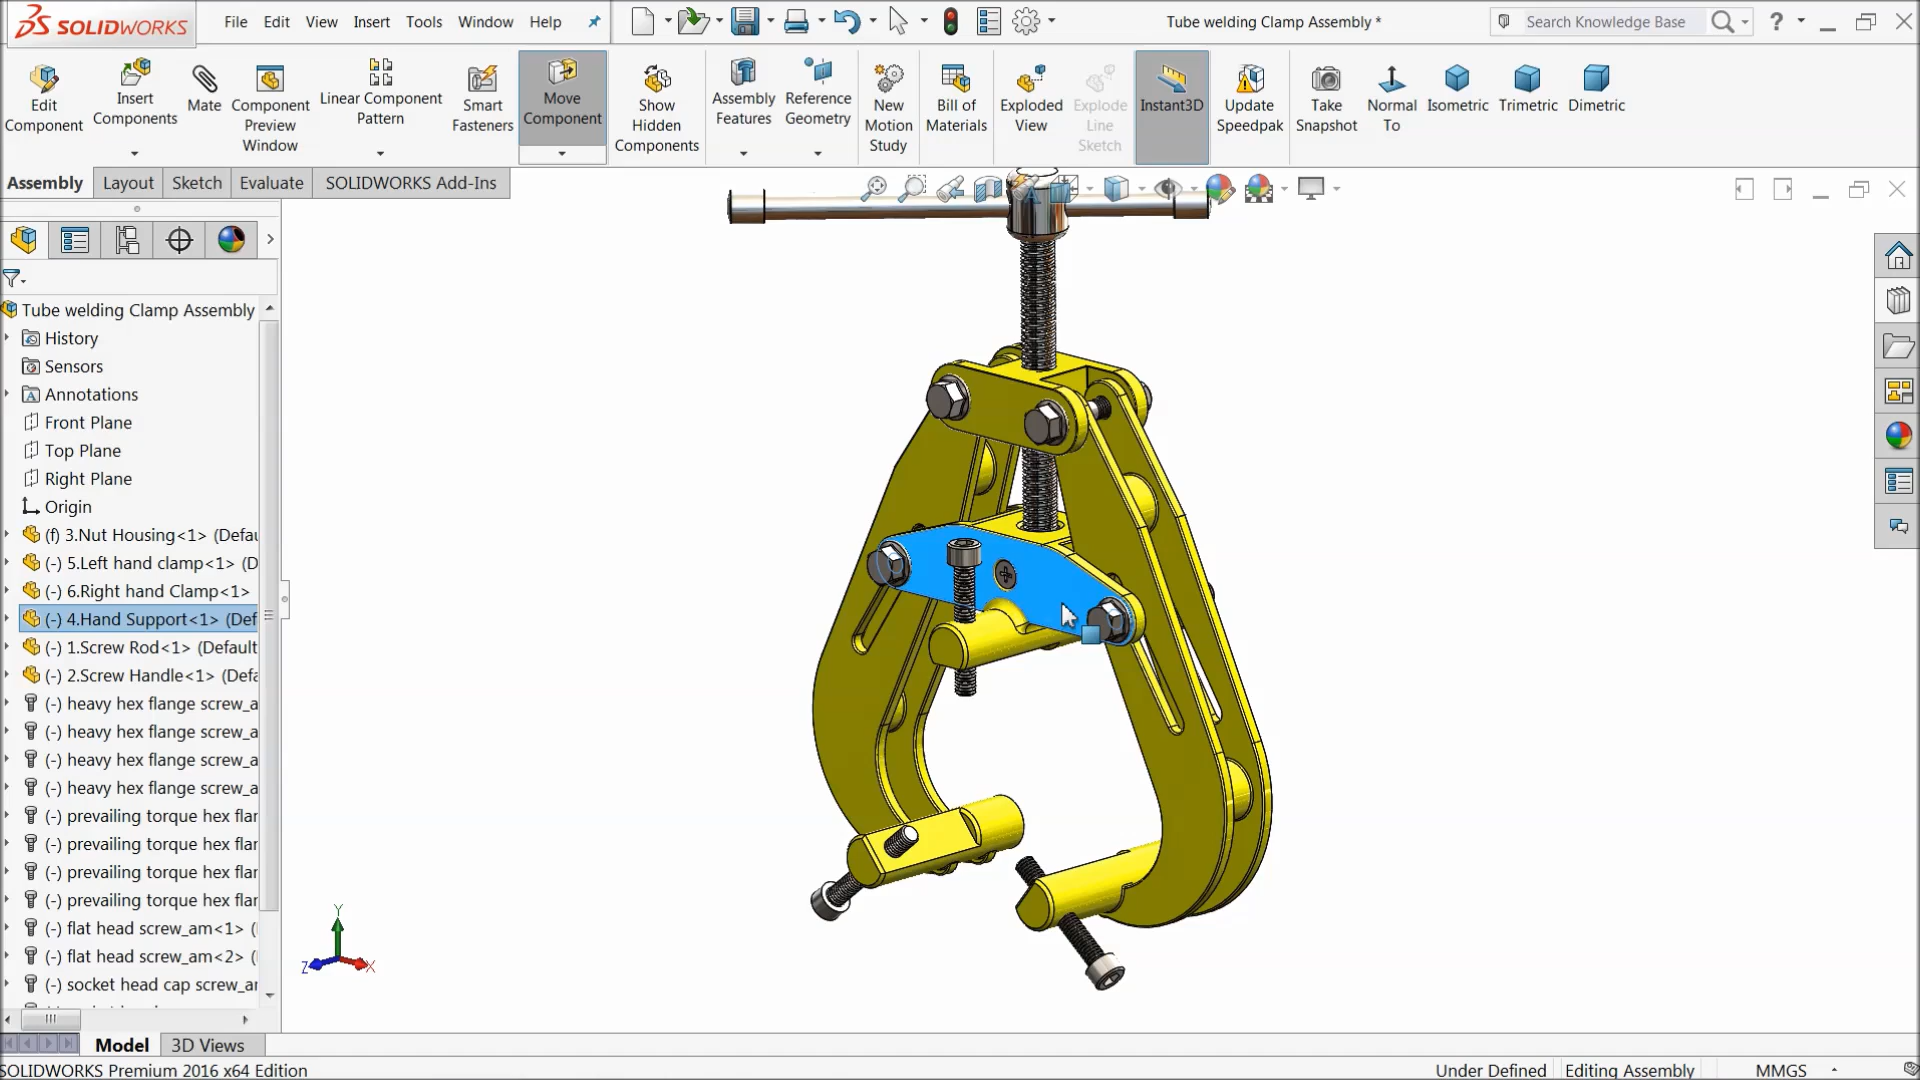 SOLIDWORKS
File Edit View Insert Tools Window Help
Tube welding Clamp Assembly *
Search Knowledge Base
?
Edit Component
Insert Components
Mate
Component Preview Window
Linear Component Pattern
Smart Fasteners
Move Component
Show Hidden Components
Assembly Features
Reference Geometry
New Motion Study
Bill of Materials
Exploded View
Explode Line Sketch
Instant3D
Update Speedpak
Take Snapshot
Normal To
Isometric
Trimetric
Dimetric
Assembly Layout Sketch Evaluate SOLIDWORKS Add-Ins
Tube welding Clamp Assembly
History
Sensors
Annotations
Front Plane
Top Plane
Right Plane
Origin
(f) 3.Nut Housing<1> (Defau
(-) 5.Left hand clamp<1> (D
(-) 6.Right hand Clamp<1>
(-) 4.Hand Support<1> (Def
(-) 1.Screw Rod<1> (Default
(-) 2.Screw Handle<1> (Defa
(-) heavy hex flange screw_a
(-) heavy hex flange screw_a
(-) heavy hex flange screw_a
(-) heavy hex flange screw_a
(-) prevailing torque hex flan
(-) prevailing torque hex flan
(-) prevailing torque hex flan
(-) prevailing torque hex flan
(-) flat head screw_am<1> (
(-) flat head screw_am<2> (
(-) socket head cap screw_am
Y
Z X
Model 3D Views
SOLIDWORKS Premium 2016 x64 Edition
Under Defined Editing Assembly MMGS